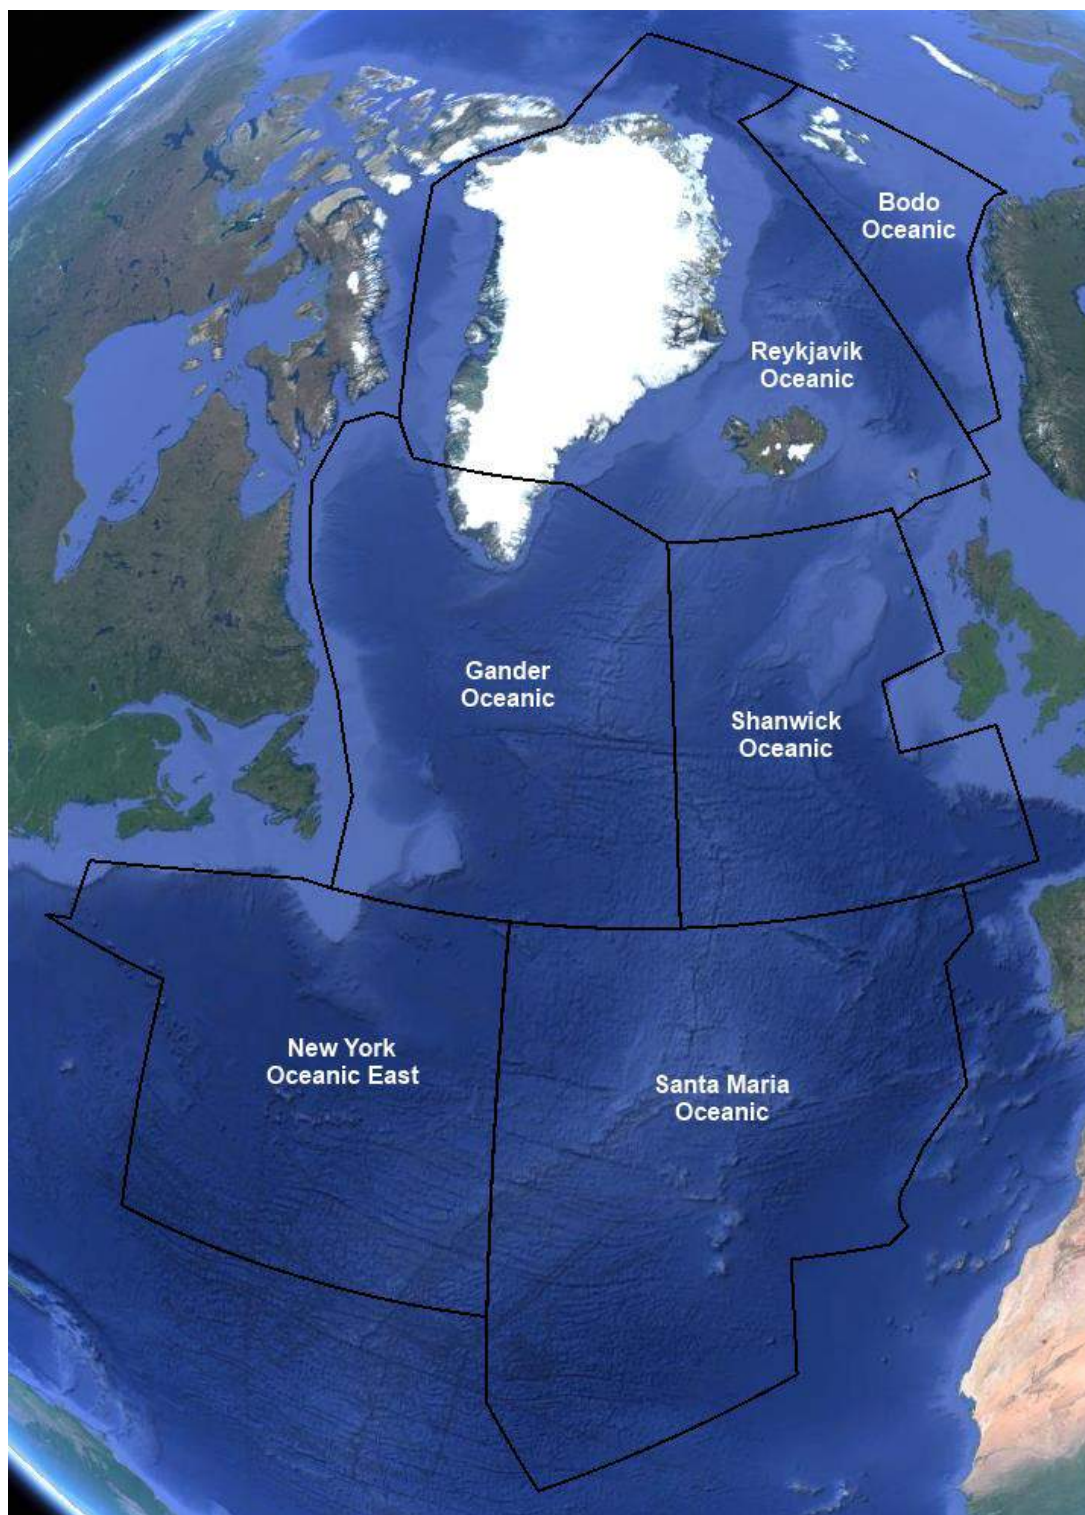 Bodo
Oceanic
Reykjavik
Oceanic
Gander
Oceanic
Shanwick
Oceanic
New York
Oceanic East
Santa Maria
Oceanic